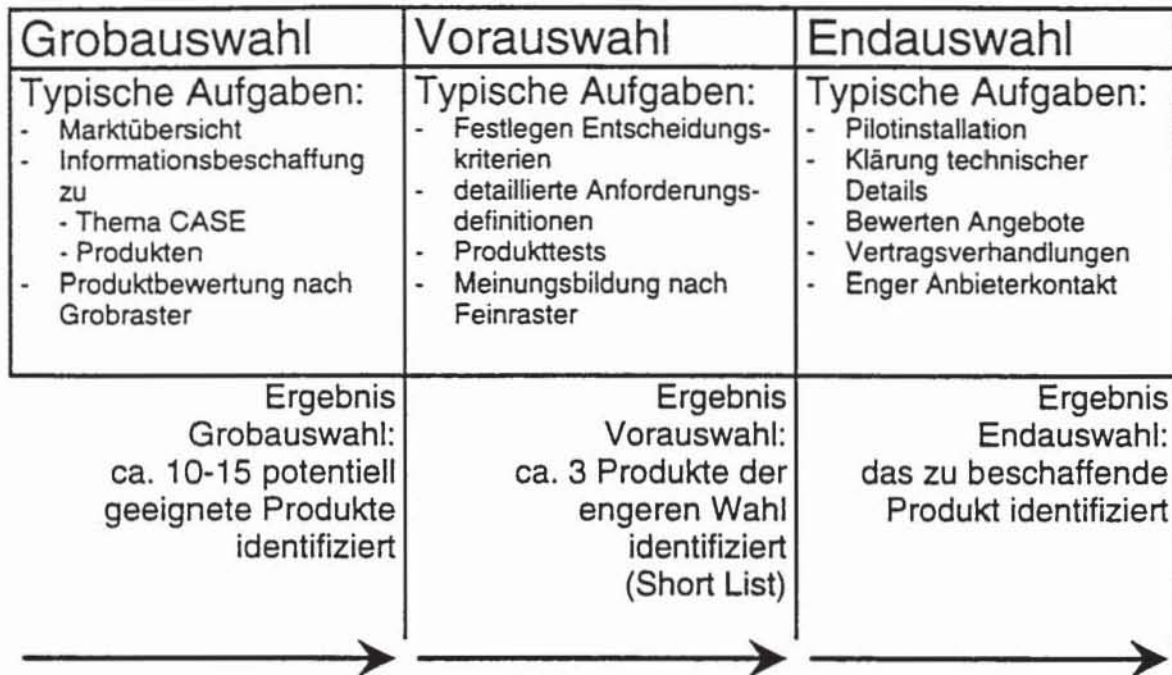 Grobauswahl
Typische Aufgaben:
- Marktübersicht
- Informationsbeschaffung
zu
- Thema CASE
- Produkten
- Produktbewertung nach
Grobraster
Ergebnis
Grobauswahl:
ca. 10-15 potentiell
geeignete Produkte
identifiziert
Vorauswahl
Typische Aufgaben:
- Festlegen Entscheidungs-
kriterien
- detaillierte Anforderungs-
definitionen
- Produkttests
- Meinungsbildung nach
Feinraster
Ergebnis
Vorauswahl:
ca. 3 Produkte der
engeren Wahl
identifiziert
(Short List)
Endauswahl
Typische Aufgaben:
- Pilotinstallation
- Klärung technischer
Details
- Bewerten Angebote
- Vertragsverhandlungen
- Enger Anbieterkontakt
Ergebnis
Endauswahl:
das zu beschaffende
Produkt identifiziert